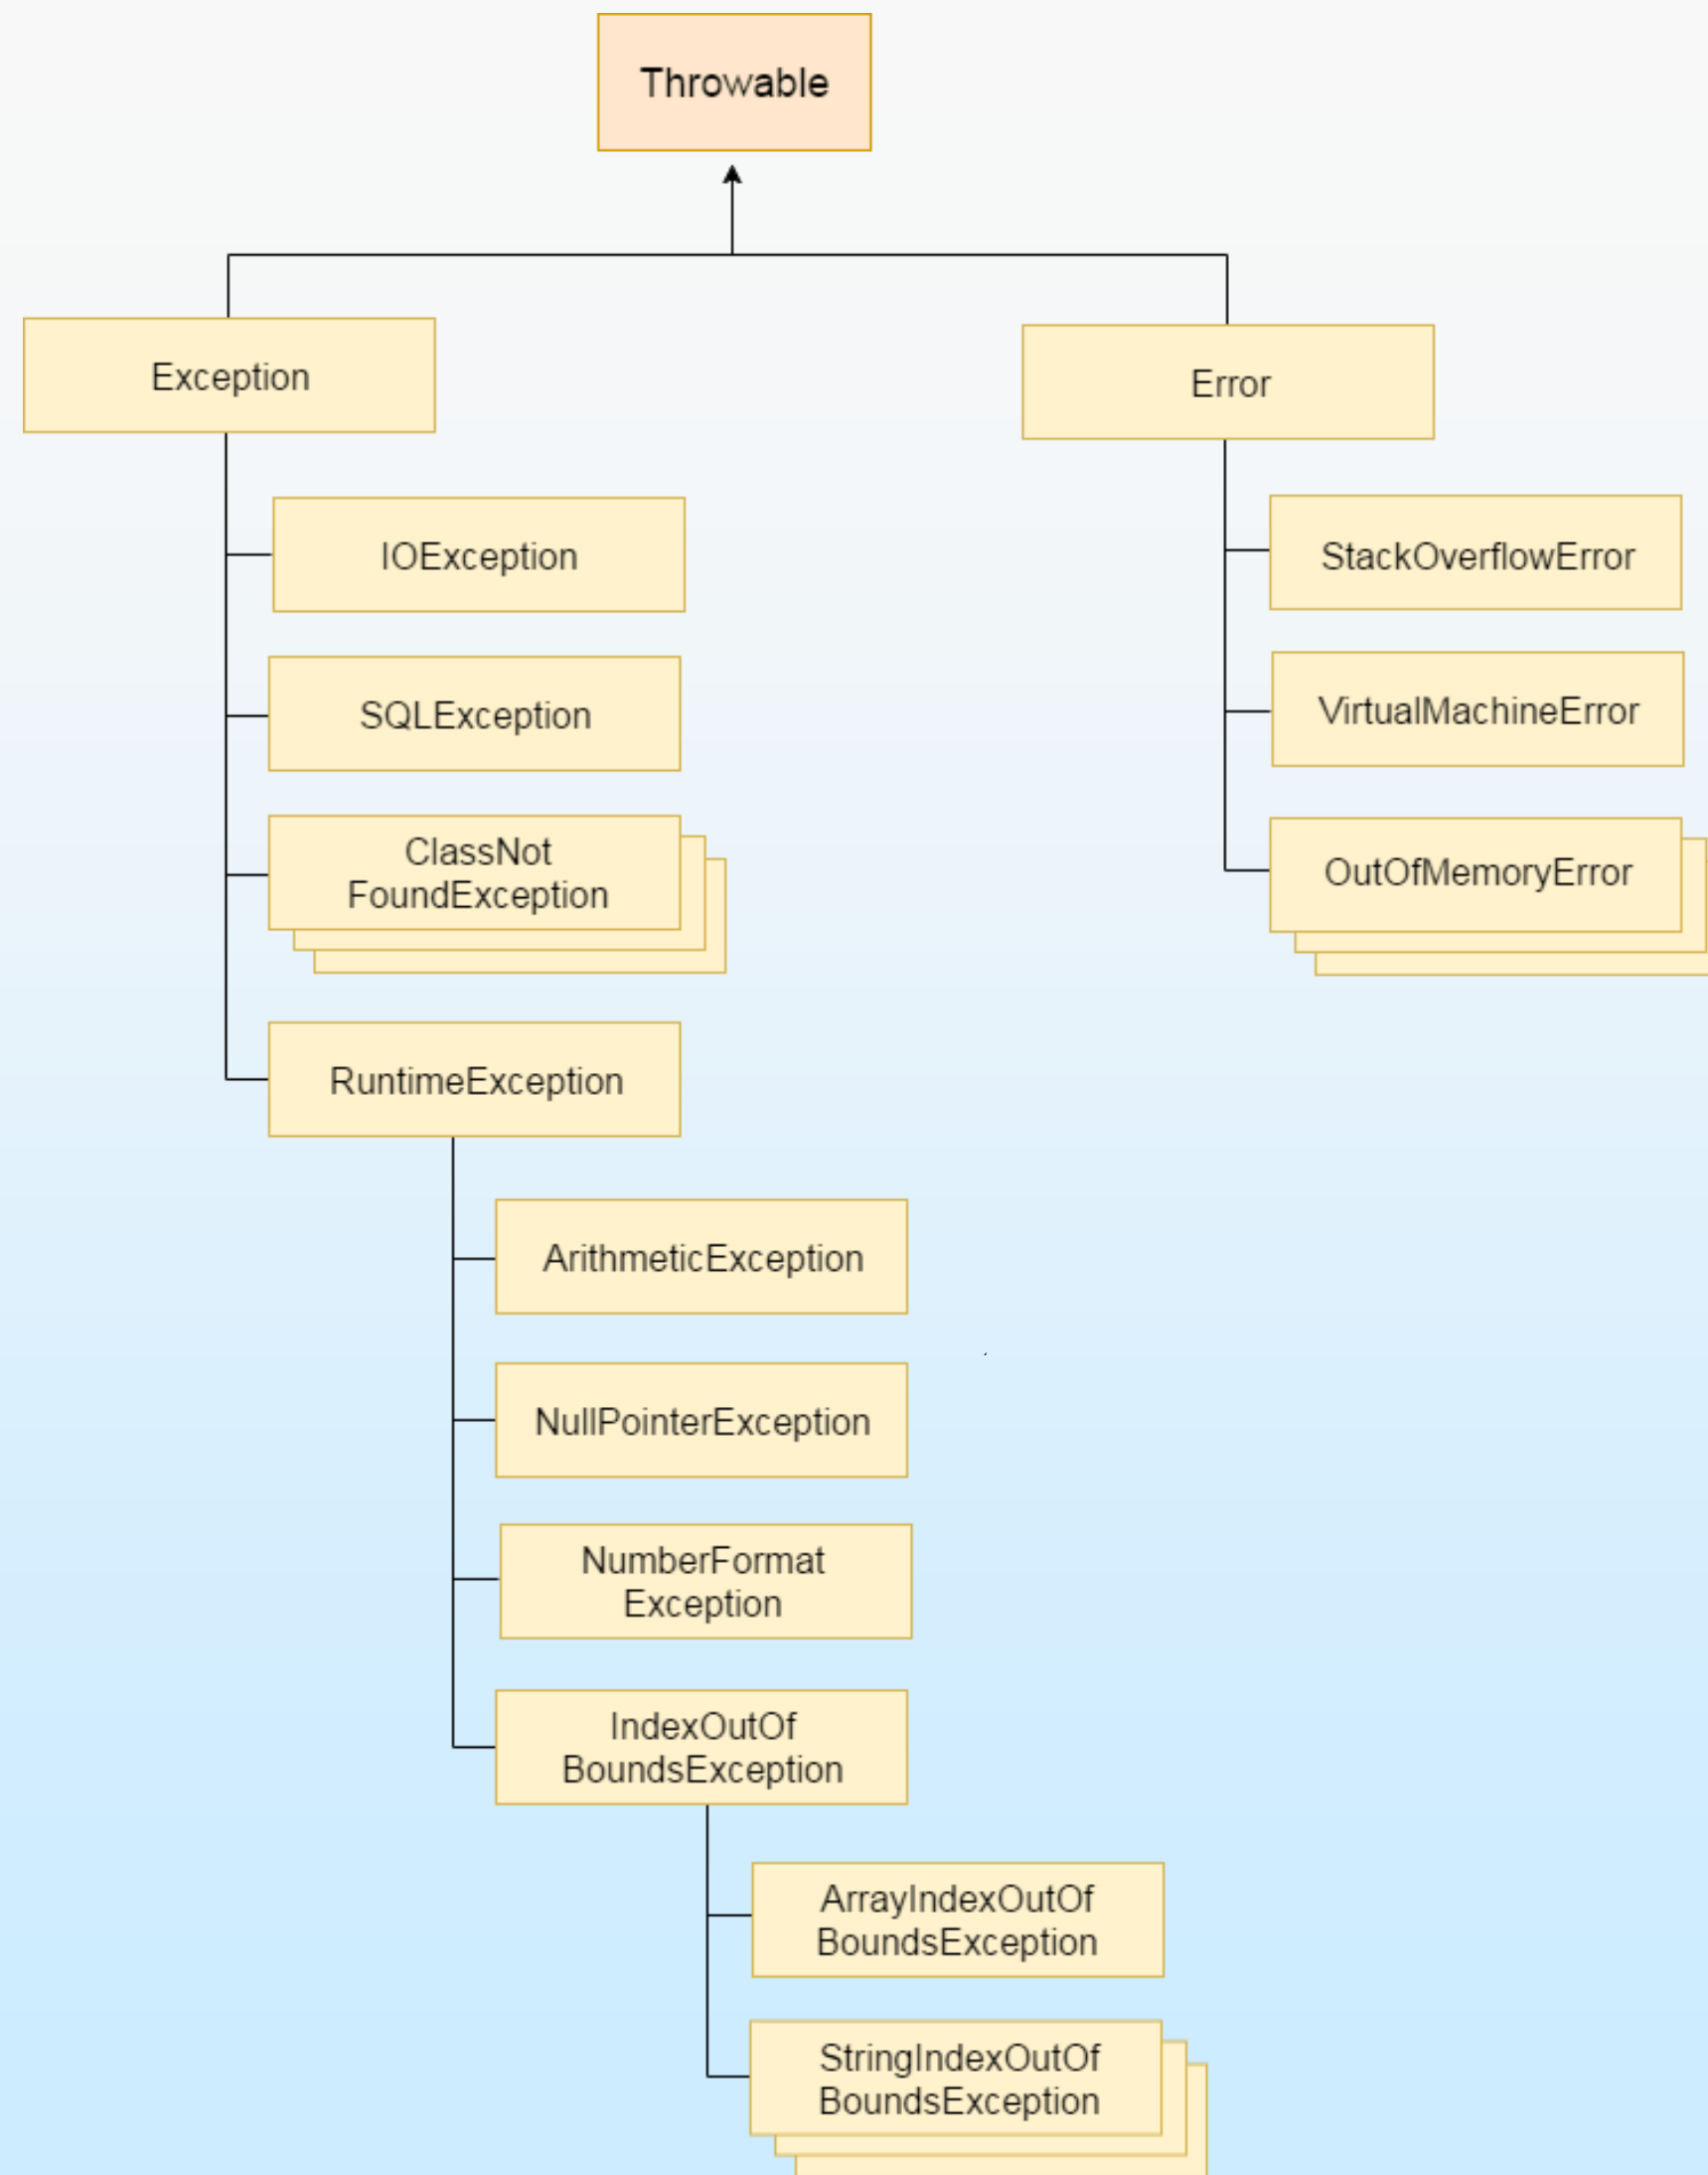 Throwable
Exception
Error
IOException
StackOverflowError
SQLException
VirtualMachineError
ClassNot
FoundException
OutOfMemoryError
RuntimeException
ArithmeticException
NullPointerException
NumberFormat
Exception
IndexOutOf
BoundsException
ArrayIndexOutOf
BoundsException
StringIndexOutOf
BoundsException